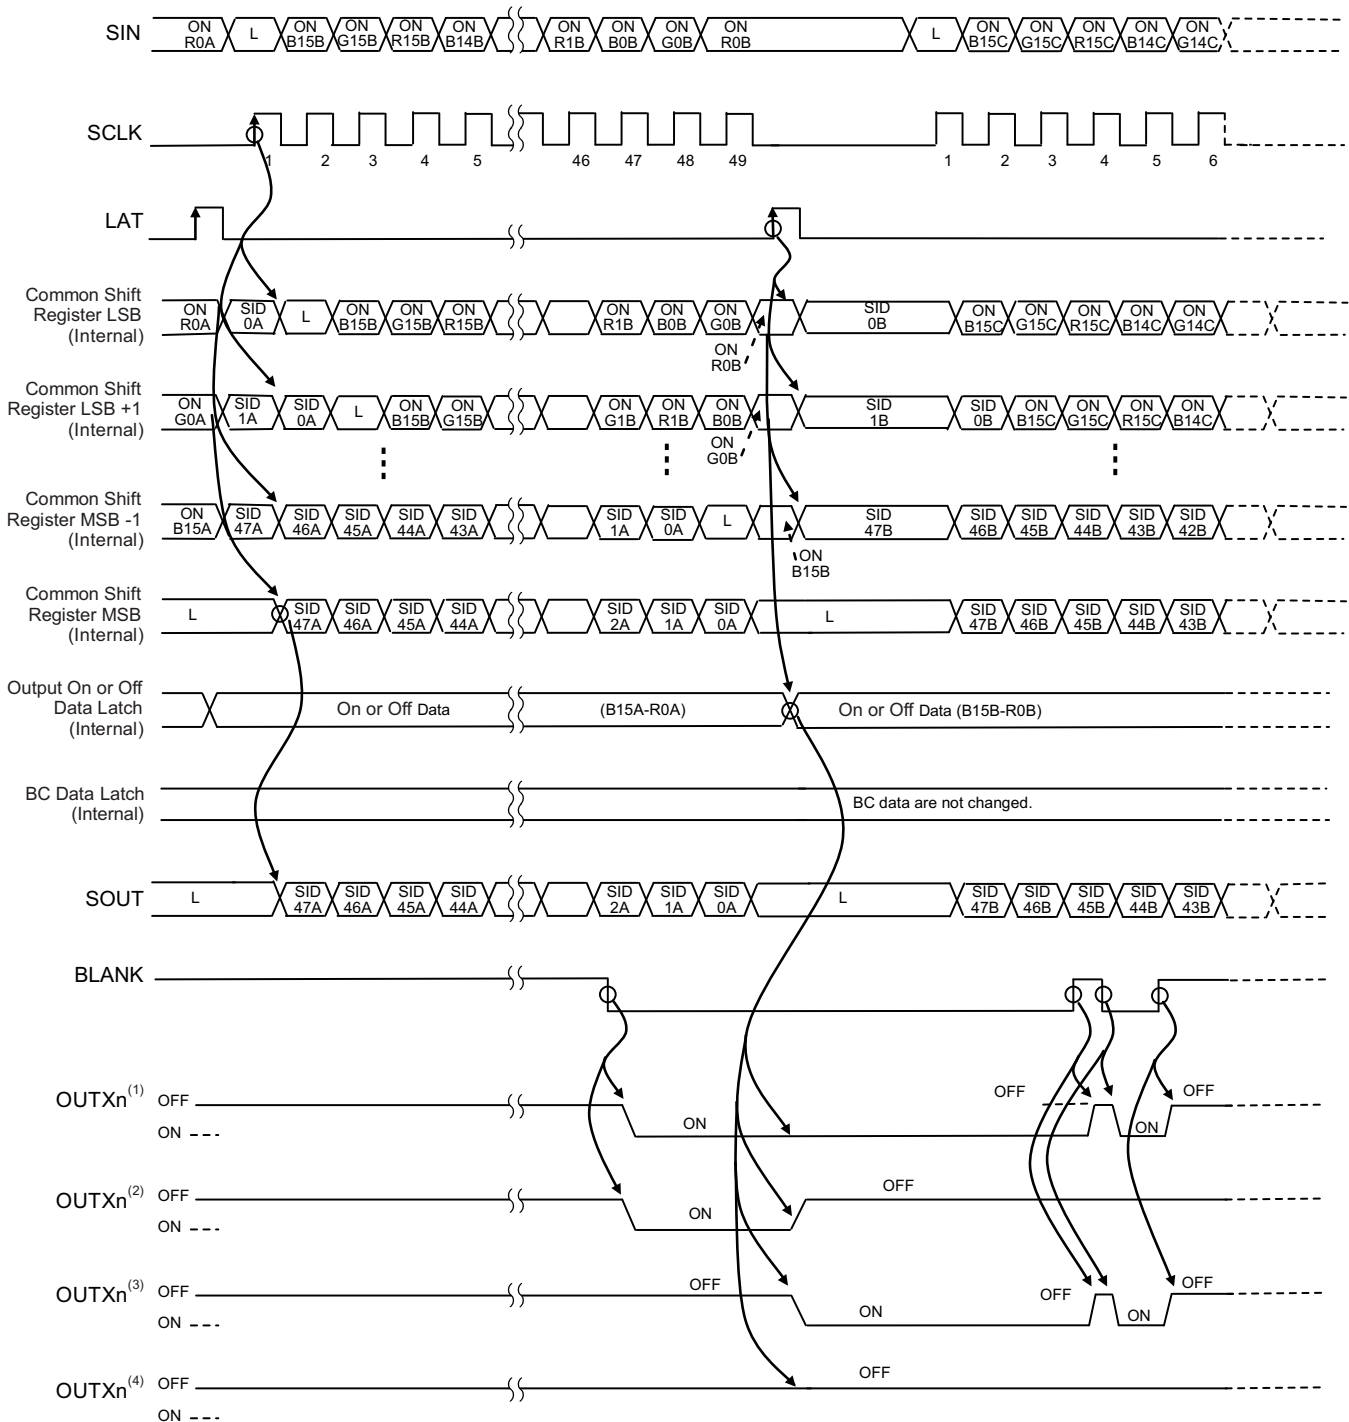 SIN
ON R0A
L
ON B15B
ON G15B
ON R15B
ON B14B
ON R1B
ON B0B
ON G0B
ON R0B
L
ON B15C
ON G15C
ON R15C
ON B14C
ON G14C
SCLK
1 2 3 4 5 46 47 48 49 1 2 3 4 5 6
LAT
Common Shift
Register LSB
(Internal)
ON R0A
SID 0A
L
ON B15B
ON G15B
ON R15B
ON R1B
ON B0B
ON G0B
ON R0B
SID 0B
ON B15C
ON G15C
ON R15C
ON B14C
ON G14C
Common Shift
Register LSB +1
(Internal)
ON G0A
SID 1A
SID 0A
L
ON B15B
ON G15B
ON G1B
ON R1B
ON B0B
ON G0B
SID 1B
SID 0B
ON B15C
ON G15C
ON R15C
ON B14C
Common Shift
Register MSB -1
(Internal)
ON B15A
SID 47A
SID 46A
SID 45A
SID 44A
SID 43A
SID 1A
SID 0A
L
ON B15B
SID 47B
SID 46B
SID 45B
SID 44B
SID 43B
SID 42B
Common Shift
Register MSB
(Internal)
L
SID 47A
SID 46A
SID 45A
SID 44A
SID 2A
SID 1A
SID 0A
L
SID 47B
SID 46B
SID 45B
SID 44B
SID 43B
Output On or Off
Data Latch
(Internal)
On or Off Data
(B15A-R0A)
On or Off Data (B15B-R0B)
BC Data Latch
(Internal)
BC data are not changed.
SOUT
L
SID 47A
SID 46A
SID 45A
SID 44A
SID 2A
SID 1A
SID 0A
L
SID 47B
SID 46B
SID 45B
SID 44B
SID 43B
BLANK
OUTXn(1) OFF
ON
ON
OFF
ON
OFF
OUTXn(2) OFF
ON
ON
OFF
OUTXn(3) OFF
ON
OFF
ON
OFF
ON
OFF
OUTXn(4) OFF
ON
OFF